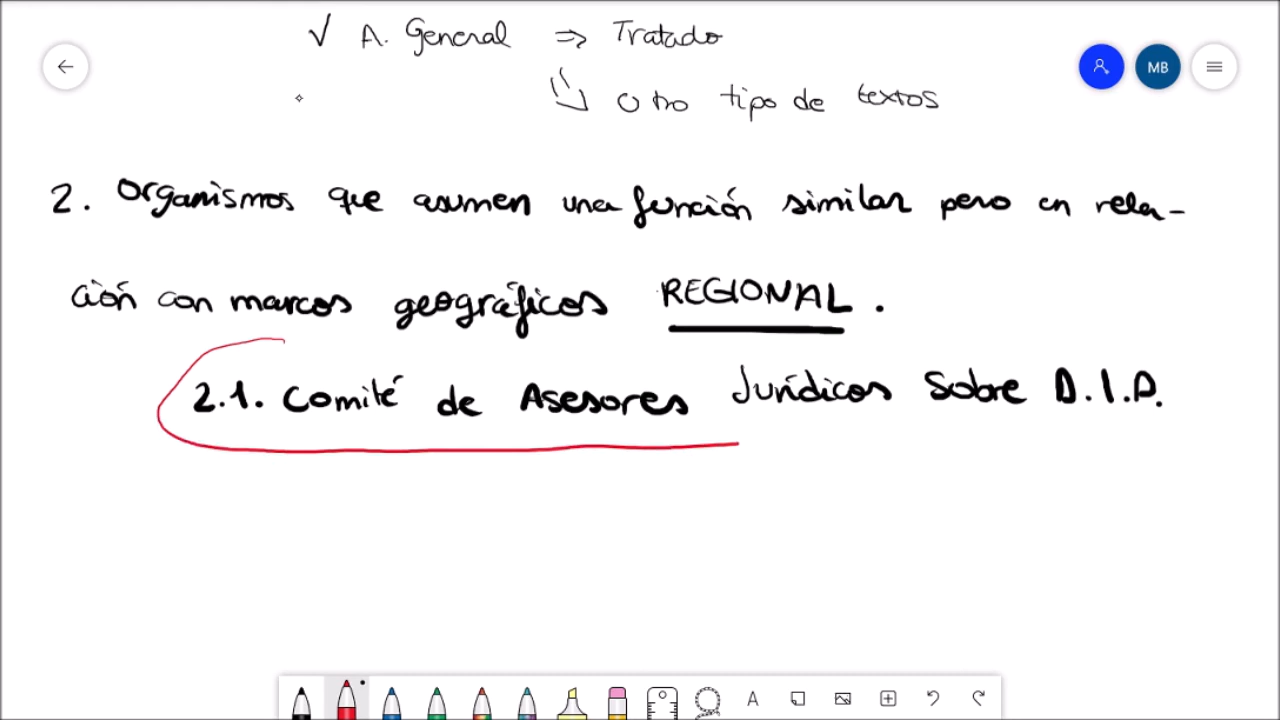 √ A. General ⇒ Tratado
otro tipo de textos
MB
2. Organismos que asumen una función similar pero en rela-
ción con marcos geográficos REGIONAL.
2.1. Comité de Asesores Jurídicos Sobre D.I.P.
A